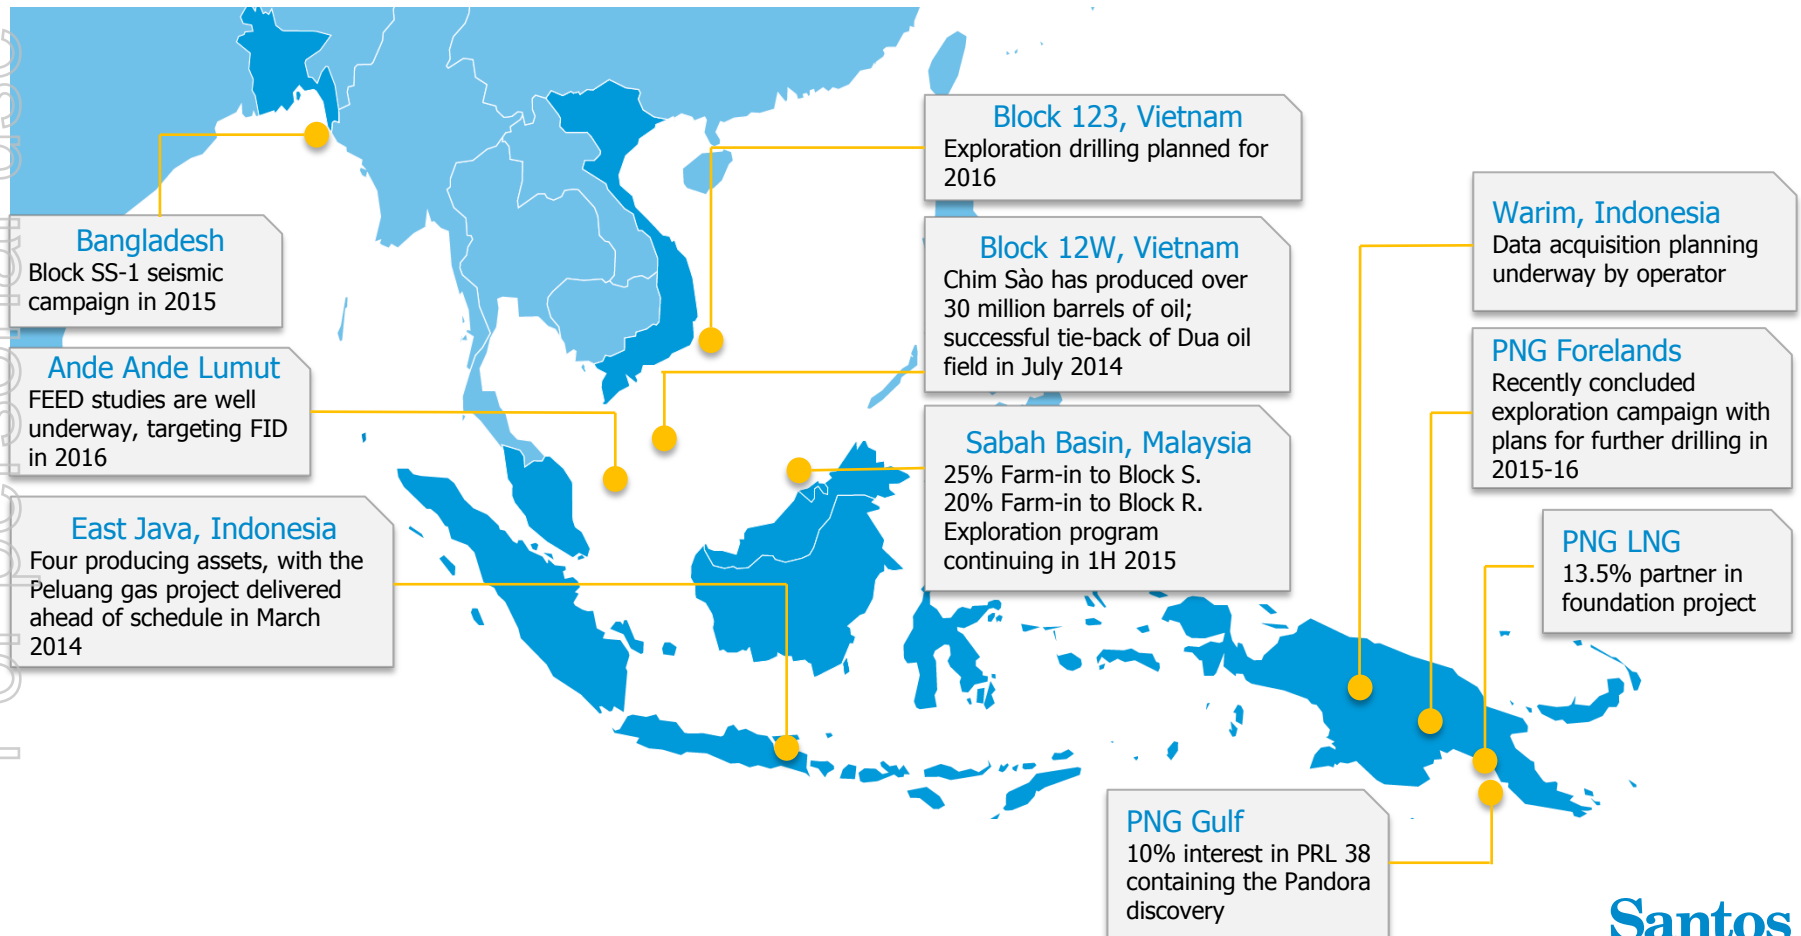 Bangladesh
Block SS-1 seismic
campaign in 2015
Ande Ande Lumut
FEED studies are well
underway, targeting FID
in 2016
East Java, Indonesia
Four producing assets, with the
Peluang gas project delivered
ahead of schedule in March
2014
Block 123, Vietnam
Exploration drilling planned for
2016
Block 12W, Vietnam
Chim Sào has produced over
30 million barrels of oil;
successful tie-back of Dua oil
field in July 2014
Sabah Basin, Malaysia
25% Farm-in to Block S.
20% Farm-in to Block R.
Exploration program
continuing in 1H 2015
Warim, Indonesia
Data acquisition planning
underway by operator
PNG Forelands
Recently concluded
exploration campaign with
plans for further drilling in
2015-16
PNG LNG
13.5% partner in
foundation project
PNG Gulf
10% interest in PRL 38
containing the Pandora
discovery
Santos